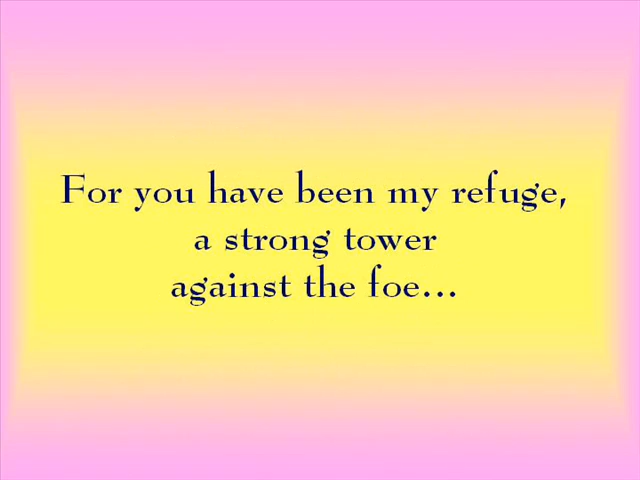 For you have been my refuge,
a strong tower
against the foe...